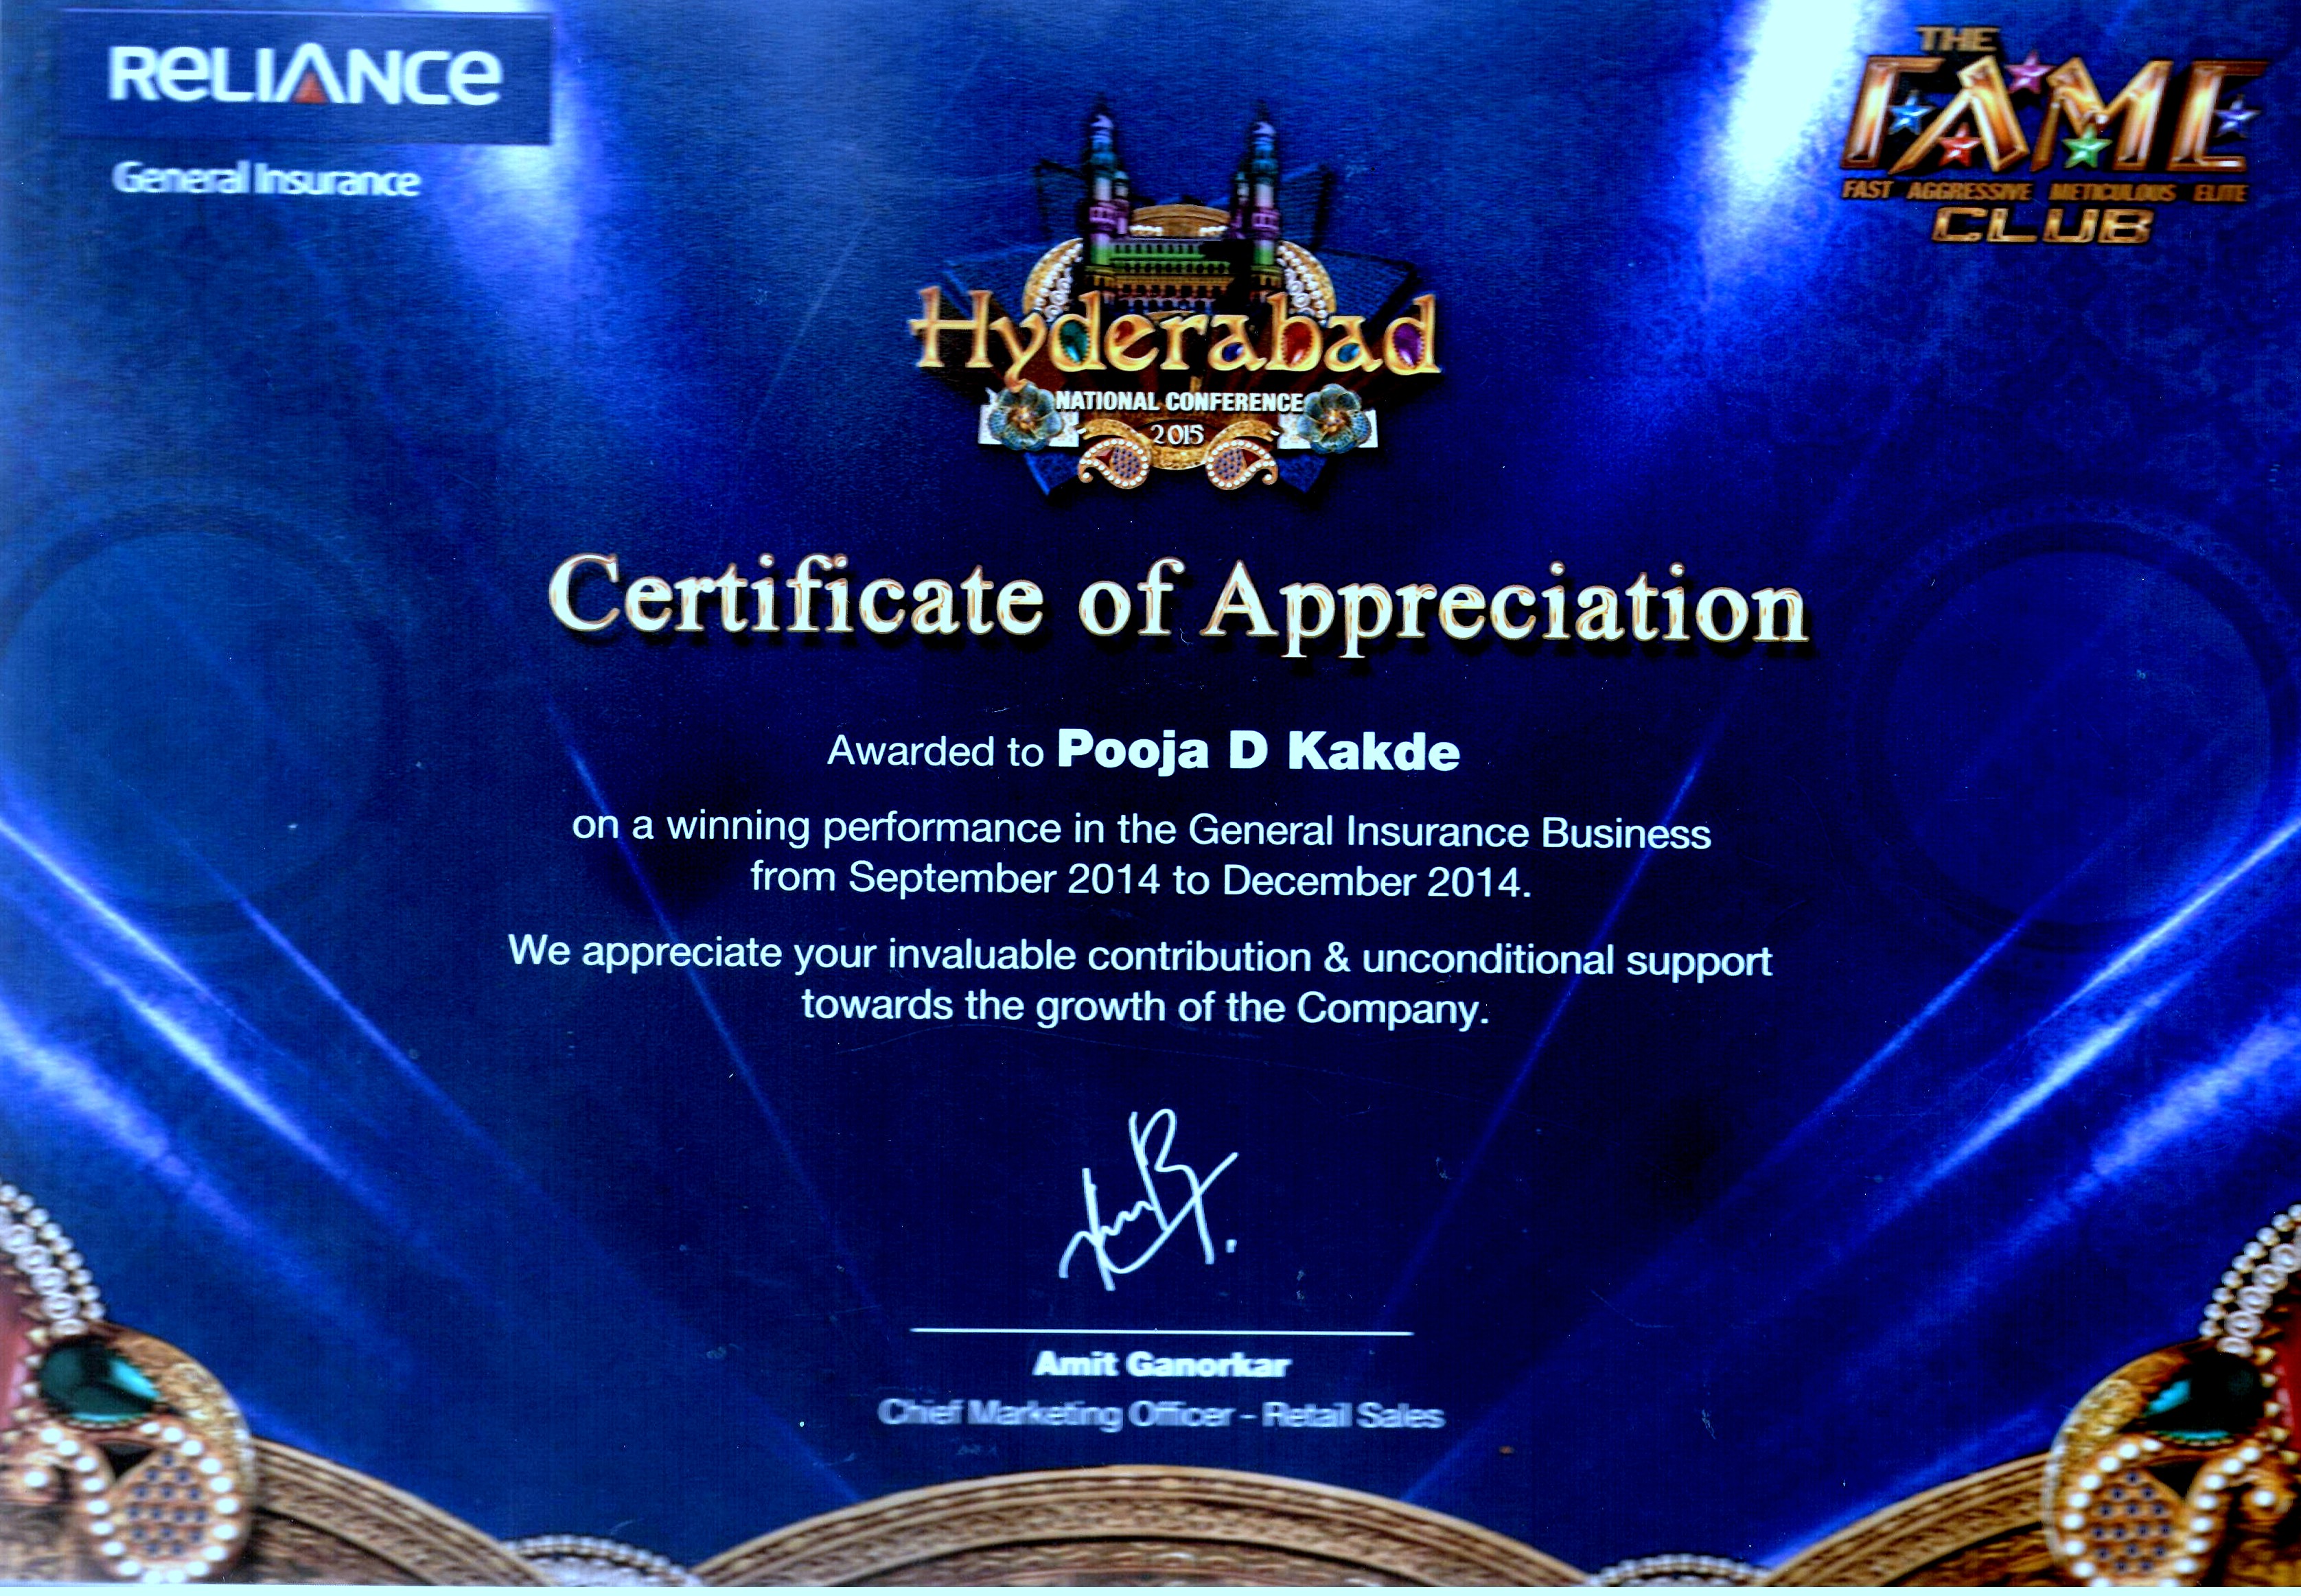 RELIANCE
General Insurance
THE
FAME
FAST AGGRESSIVE METICULOUS ELITE
CLUB
Hyderabad
NATIONAL CONFERENCE
2015
Certificate of Appreciation
Awarded to Pooja D Kakde
on a winning performance in the General Insurance Business
from September 2014 to December 2014.
We appreciate your invaluable contribution & unconditional support
towards the growth of the Company.
Amit Ganorkar
Chief Marketing Officer - Retail Sales